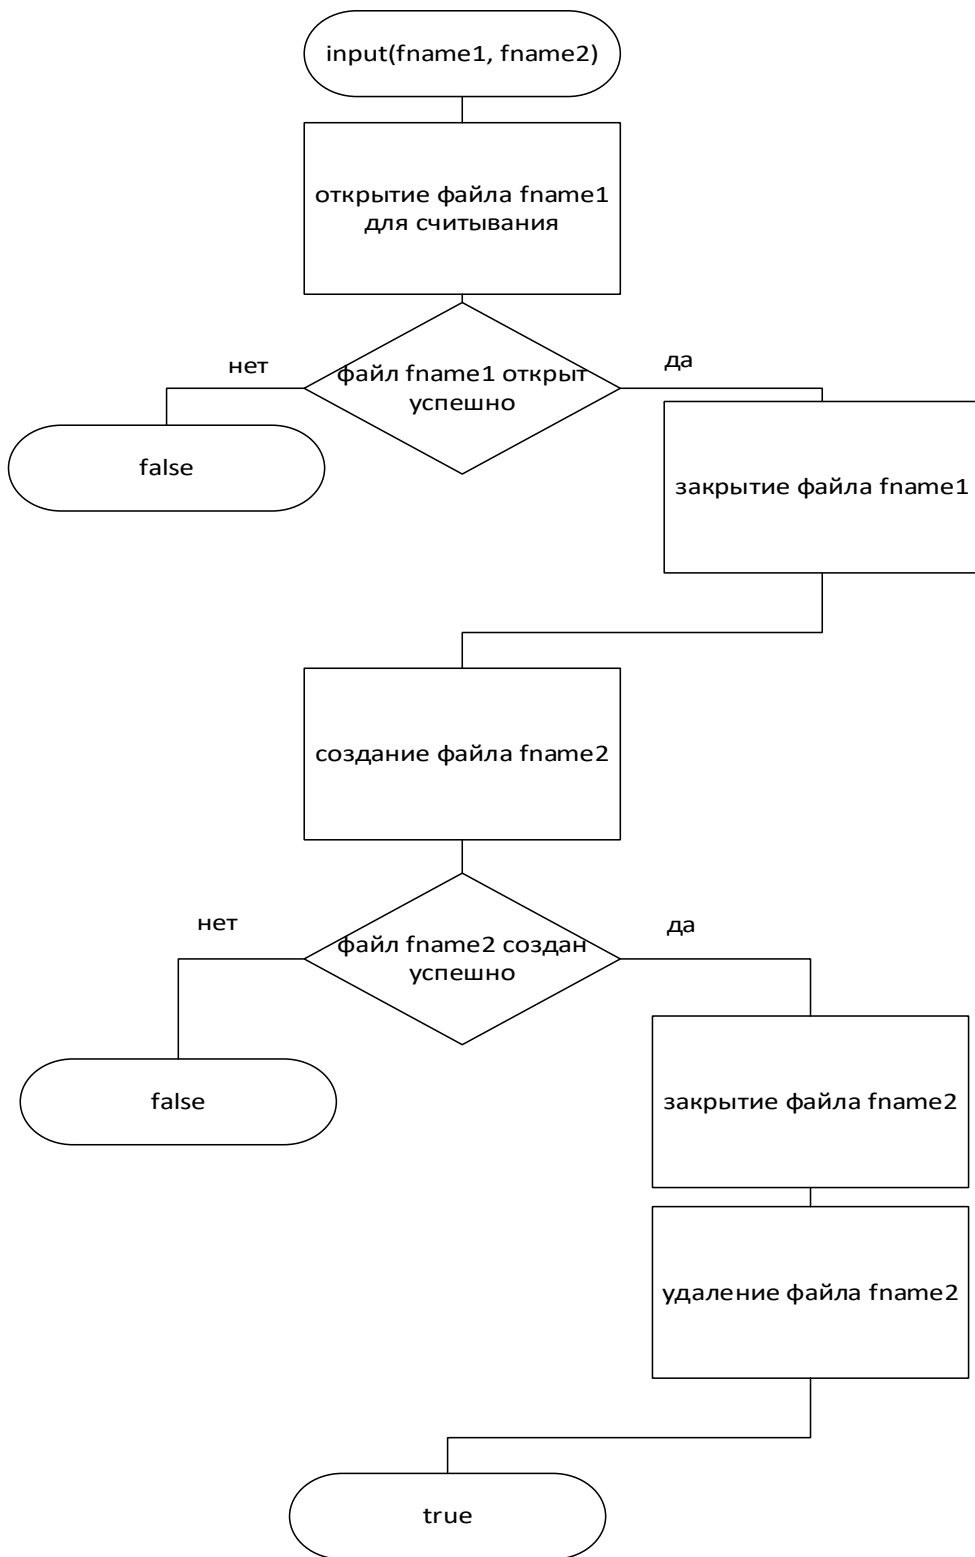 input(fname1, fname2)
открытие файла fname1
для считывания
нет
да
файл fname1 открыт
успешно
false
закрытие файла fname1
создание файла fname2
нет
да
файл fname2 создан
успешно
false
закрытие файла fname2
удаление файла fname2
true